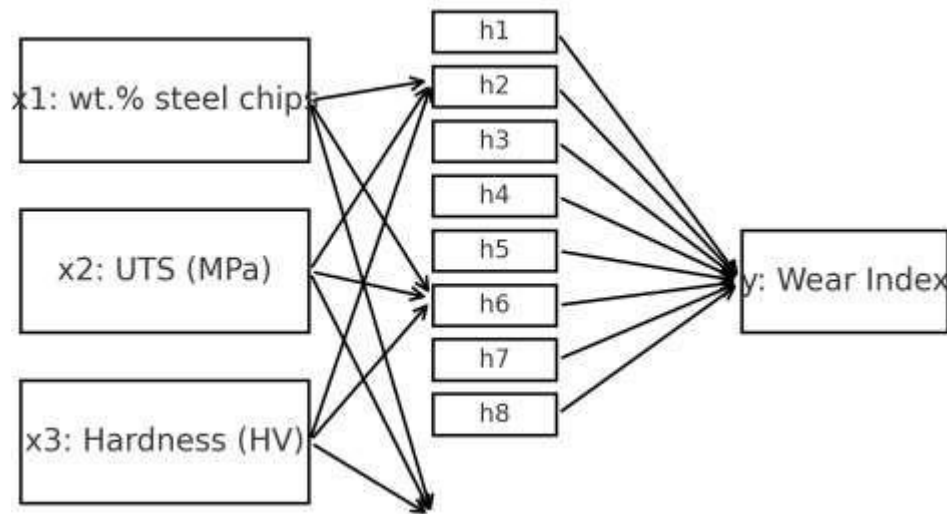 x1: wt.% steel chips
x2: UTS (MPa)
x3: Hardness (HV)
h1
h2
h3
h4
h5
h6
h7
h8
y: Wear Index